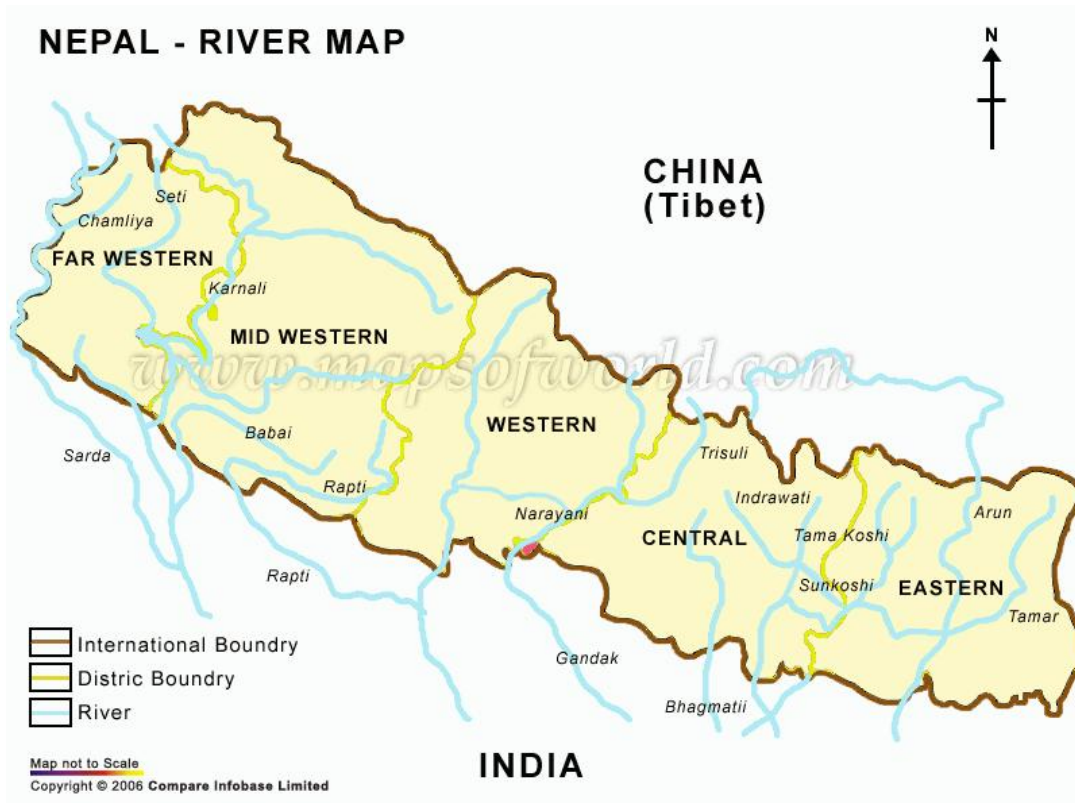 NEPAL - RIVER MAP
N
CHINA
(Tibet)
Seti
Chamliya
FAR WESTERN
Karnali
MID WESTERN
www.mapsofworld.com
WESTERN
Babai
Sarda
Trisuli
Rapti
Indrawati
Narayani
Arun
CENTRAL
Tama Koshi
Rapti
Sunkoshi
EASTERN
Tamar
International Boundry
Gandak
Distric Boundry
Bhagmatii
River
INDIA
Map not to Scale
Copyright © 2006 Compare Infobase Limited